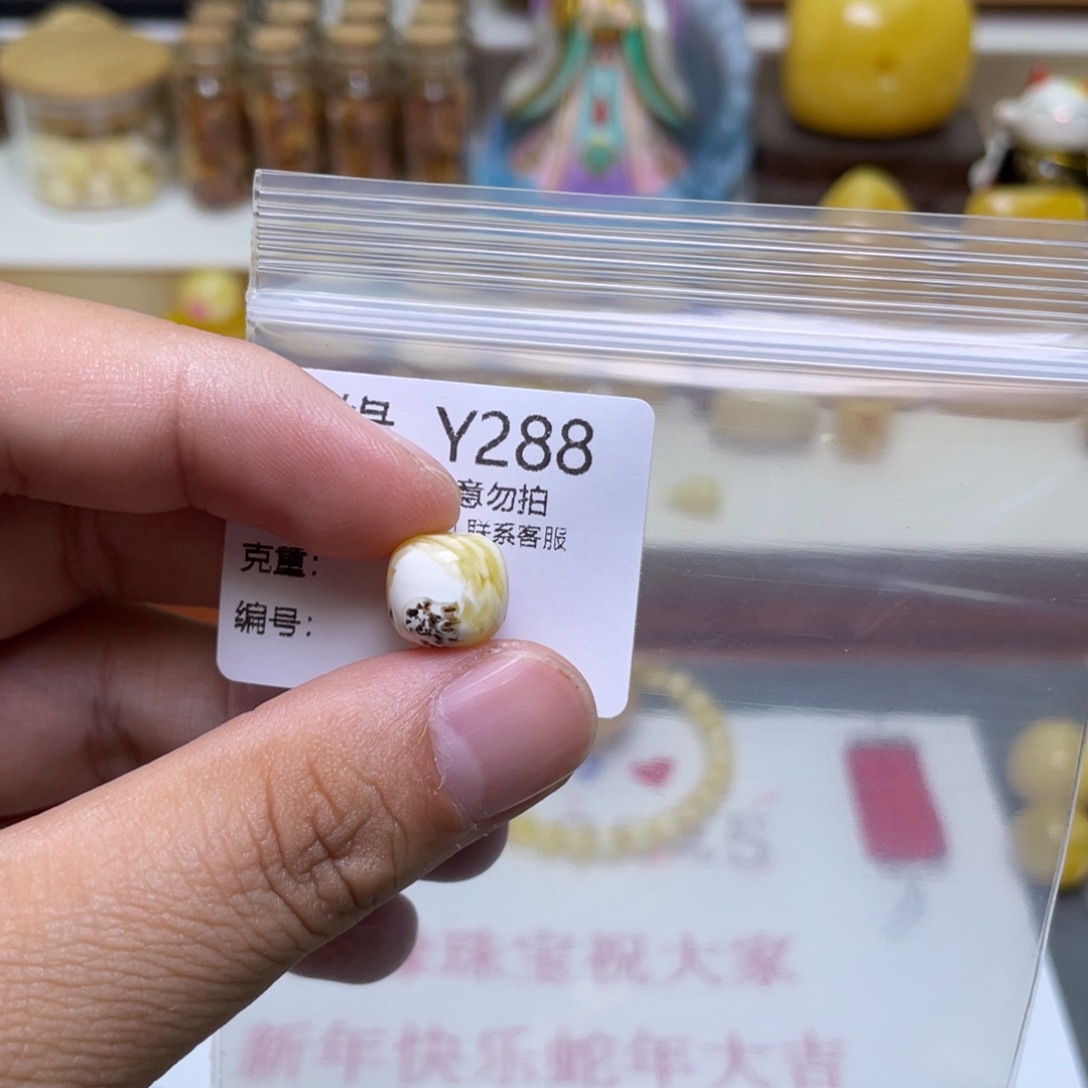 号 Y288
意勿拍
联系客服
克重:
编号:
珠宝祝大家
新年快乐蛇年大吉